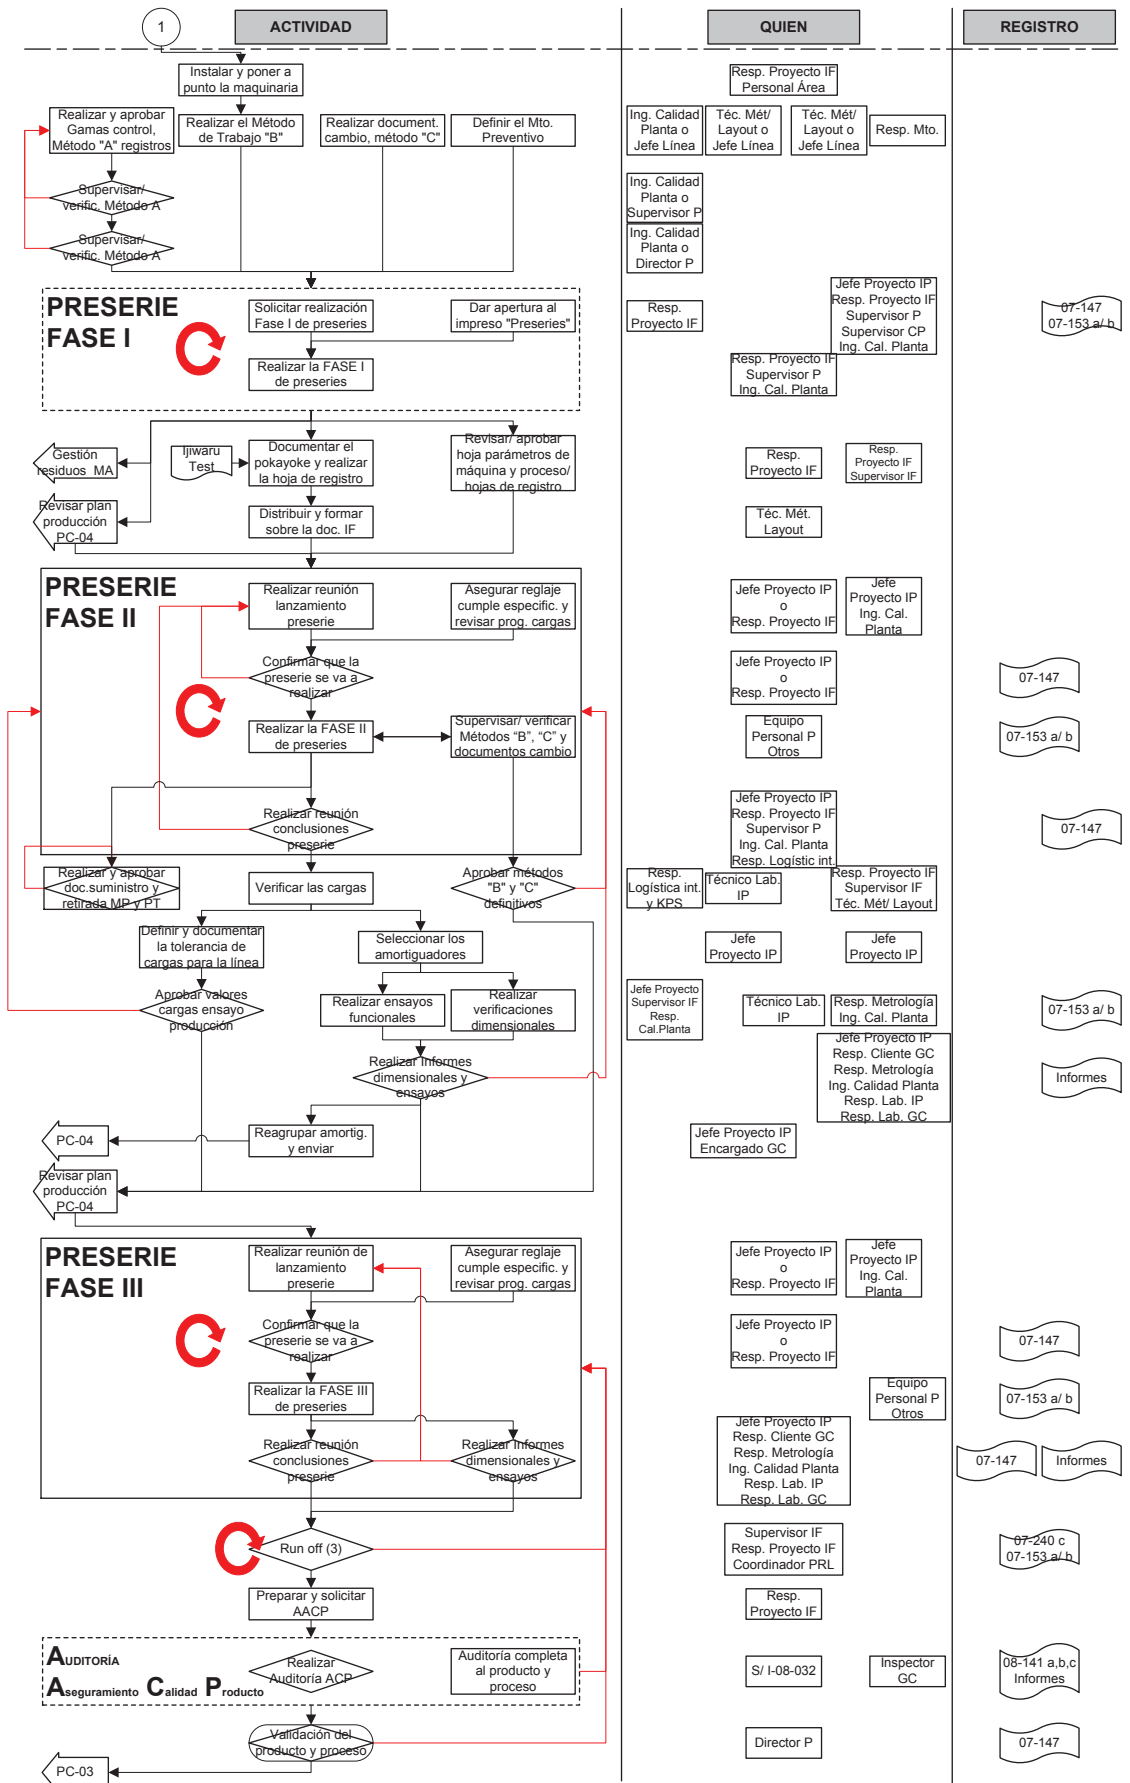 1
ACTIVIDAD
QUIEN
REGISTRO
Instalar y poner a
punto la maquinaria
Resp. Proyecto IF
Personal Área
Realizar y aprobar
Gamas control,
Método "A" registros
Realizar el Método
de Trabajo "B"
Realizar document.
cambio, método "C"
Definir el Mto.
Preventivo
Ing. Calidad
Planta o
Jefe Línea
Téc. Mét/
Layout o
Jefe Línea
Téc. Mét/
Layout o
Jefe Línea
Resp. Mto.
Supervisar/
verific. Método A
Ing. Calidad
Planta o
Supervisor P
Supervisar/
verific. Método A
Ing. Calidad
Planta o
Director P
PRESERIE
FASE I
Solicitar realización
Fase I de preseries
Dar apertura al
impreso "Preseries"
Resp.
Proyecto IF
Jefe Proyecto IP
Resp. Proyecto IF
Supervisor P
Supervisor CP
Ing. Cal. Planta
07-147
07-153 a/ b
Realizar la FASE I
de preseries
Resp. Proyecto IF
Supervisor P
Ing. Cal. Planta
Gestión
residuos MA
Ijiwaru
Test
Documentar el
pokayoke y realizar
la hoja de registro
Revisar/ aprobar
hoja parámetros de
máquina y proceso/
hojas de registro
Resp.
Proyecto IF
Resp.
Proyecto IF
Supervisor IF
Revisar plan
producción
PC-04
Distribuir y formar
sobre la doc. IF
Téc. Mét.
Layout
PRESERIE
FASE II
Realizar reunión
lanzamiento
preserie
Asegurar reglaje
cumple especific. y
revisar prog. cargas
Jefe Proyecto IP
o
Resp. Proyecto IF
Jefe
Proyecto IP
Ing. Cal.
Planta
Confirmar que la
preserie se va a
realizar
Jefe Proyecto IP
o
Resp. Proyecto IF
07-147
Realizar la FASE II
de preseries
Supervisar/ verificar
Métodos “B”, “C” y
documentos cambio
Equipo
Personal P
Otros
07-153 a/ b
Realizar reunión
conclusiones
preserie
Jefe Proyecto IP
Resp. Proyecto IF
Supervisor P
Ing. Cal. Planta
Resp. Logístic int.
07-147
Realizar y aprobar
doc.suministro y
retirada MP y PT
Verificar las cargas
Aprobar métodos
"B" y "C"
definitivos
Resp.
Logística int.
y KPS
Técnico Lab.
IP
Resp. Proyecto IF
Supervisor IF
Téc. Mét/ Layout
Definir y documentar
la tolerancia de
cargas para la línea
Seleccionar los
amortiguadores
Jefe
Proyecto IP
Jefe
Proyecto IP
Aprobar valores
cargas ensayo
producción
Realizar ensayos
funcionales
Realizar
verificaciones
dimensionales
Jefe Proyecto
Supervisor IF
Resp.
Cal.Planta
Técnico Lab.
IP
Resp. Metrología
Ing. Cal. Planta
07-153 a/ b
Realizar Informes
dimensionales y
ensayos
Jefe Proyecto IP
Resp. Cliente GC
Resp. Metrología
Ing. Calidad Planta
Resp. Lab. IP
Resp. Lab. GC
Informes
PC-04
Reagrupar amortig.
y enviar
Jefe Proyecto IP
Encargado GC
Revisar plan
producción
PC-04
PRESERIE
FASE III
Realizar reunión de
lanzamiento
preserie
Asegurar reglaje
cumple especific. y
revisar prog. cargas
Jefe Proyecto IP
o
Resp. Proyecto IF
Jefe
Proyecto IP
Ing. Cal.
Planta
Confirmar que la
preserie se va a
realizar
Jefe Proyecto IP
o
Resp. Proyecto IF
07-147
Realizar la FASE III
de preseries
Equipo
Personal P
Otros
07-153 a/ b
Realizar reunión
conclusiones
preserie
Realizar Informes
dimensionales y
ensayos
Jefe Proyecto IP
Resp. Cliente GC
Resp. Metrología
Ing. Calidad Planta
Resp. Lab. IP
Resp. Lab. GC
07-147
Informes
Run off (3)
Supervisor IF
Resp. Proyecto IF
Coordinador PRL
07-240 c
07-153 a/ b
Preparar y solicitar
AACP
Resp.
Proyecto IF
AUDITORÍA
Aseguramiento Calidad Producto
Realizar
Auditoría ACP
Auditoría completa
al producto y
proceso
S/ I-08-032
Inspector
GC
08-141 a,b,c
Informes
Validación del
producto y proceso
Director P
07-147
PC-03